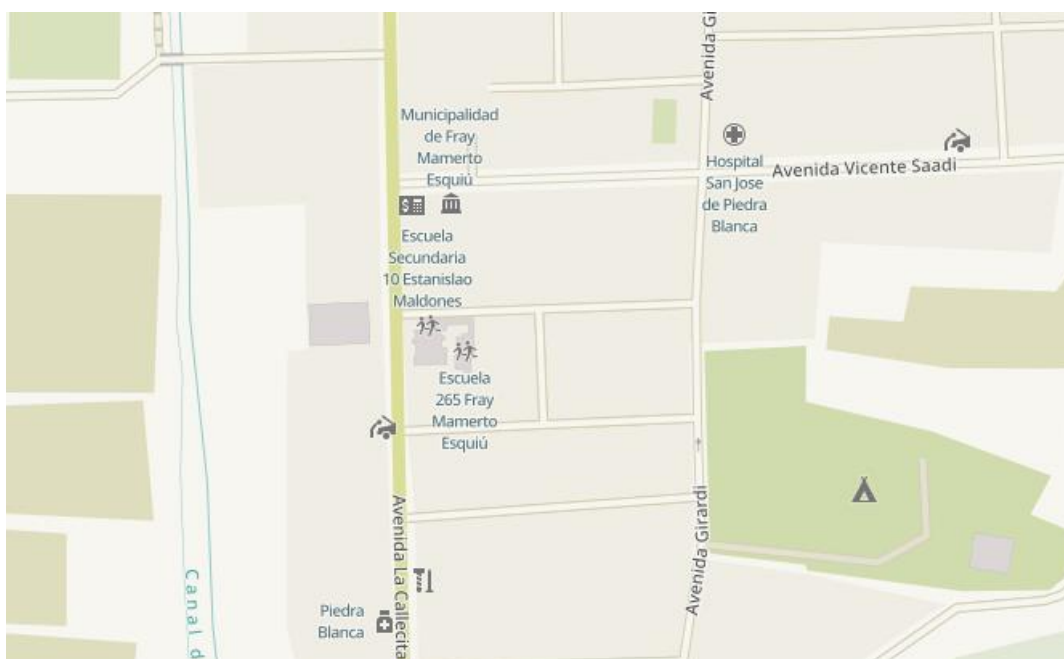 Avenida Gi
Municipalidad
de Fray
Mamerto
Esquiú
Hospital
San Jose
de Piedra
Blanca
Avenida Vicente Saadi
$
Escuela
Secundaria
10 Estanislao
Maldones
Escuela
265 Fray
Mamerto
Esquiú
Avenida La Callecita
Avenida Girardi
Canal d
Piedra
Blanca